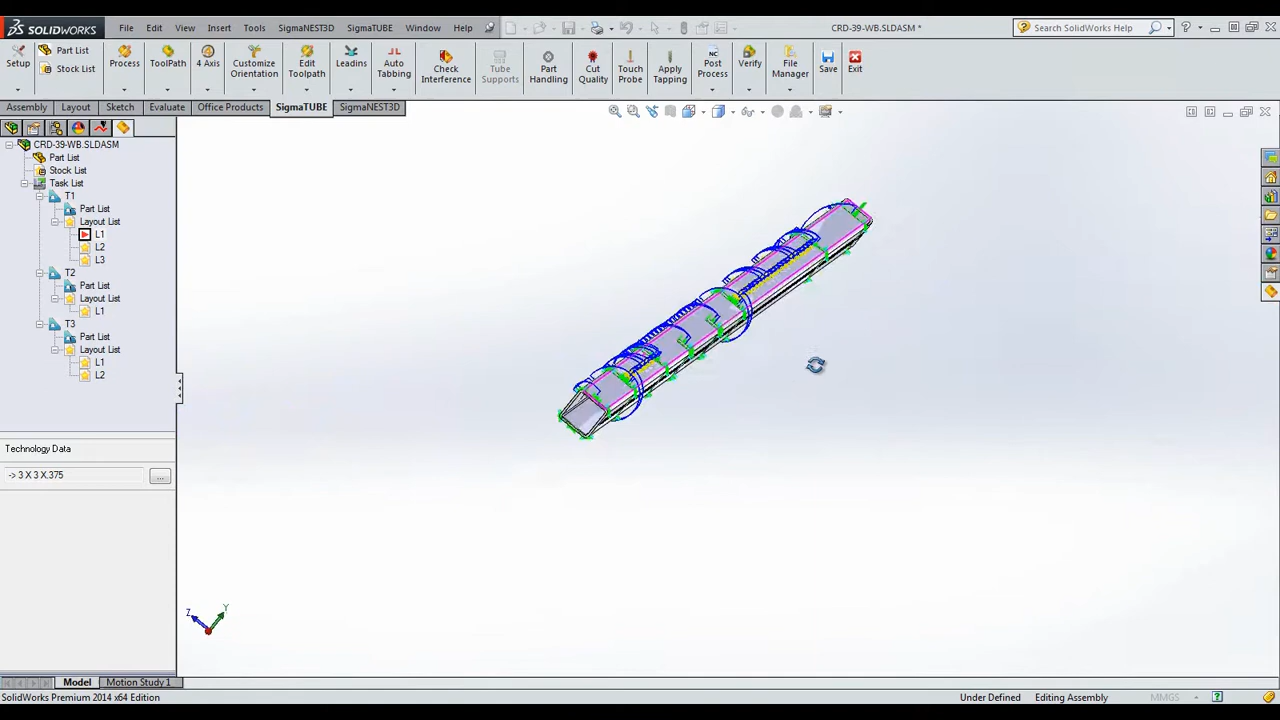 SOLIDWORKS File Edit View Insert Tools SigmaNEST3D SigmaTUBE Window Help CRD-39-WB.SLDASM * Search SolidWorks Help
Setup Part List Stock List Process ToolPath 4 Axis Customize Orientation Edit Toolpath Leadins Auto Tabbing Check Interference Tube Supports Part Handling Cut Quality Touch Probe Apply Tapping Post Process Verify File Manager Save Exit
Assembly Layout Sketch Evaluate Office Products SigmaTUBE SigmaNEST3D
CRD-39-WB.SLDASM
Part List
Stock List
Task List
T1
Part List
Layout List
L1
L2
L3
T2
Part List
Layout List
L1
T3
Part List
Layout List
L1
L2
Technology Data
-> 3 X 3 X.375 ...
Z Y
Model Motion Study 1
SolidWorks Premium 2014 x64 Edition Under Defined Editing Assembly MMGS